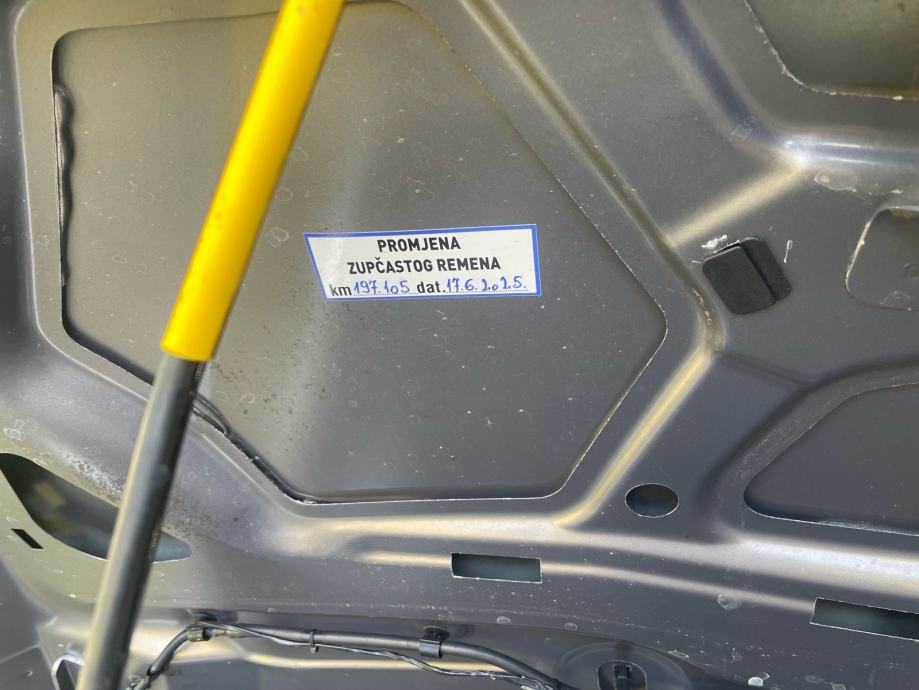 PROMJENA
ZUPČASTOG REMENA
km 197.105 dat. 17.6.2025.